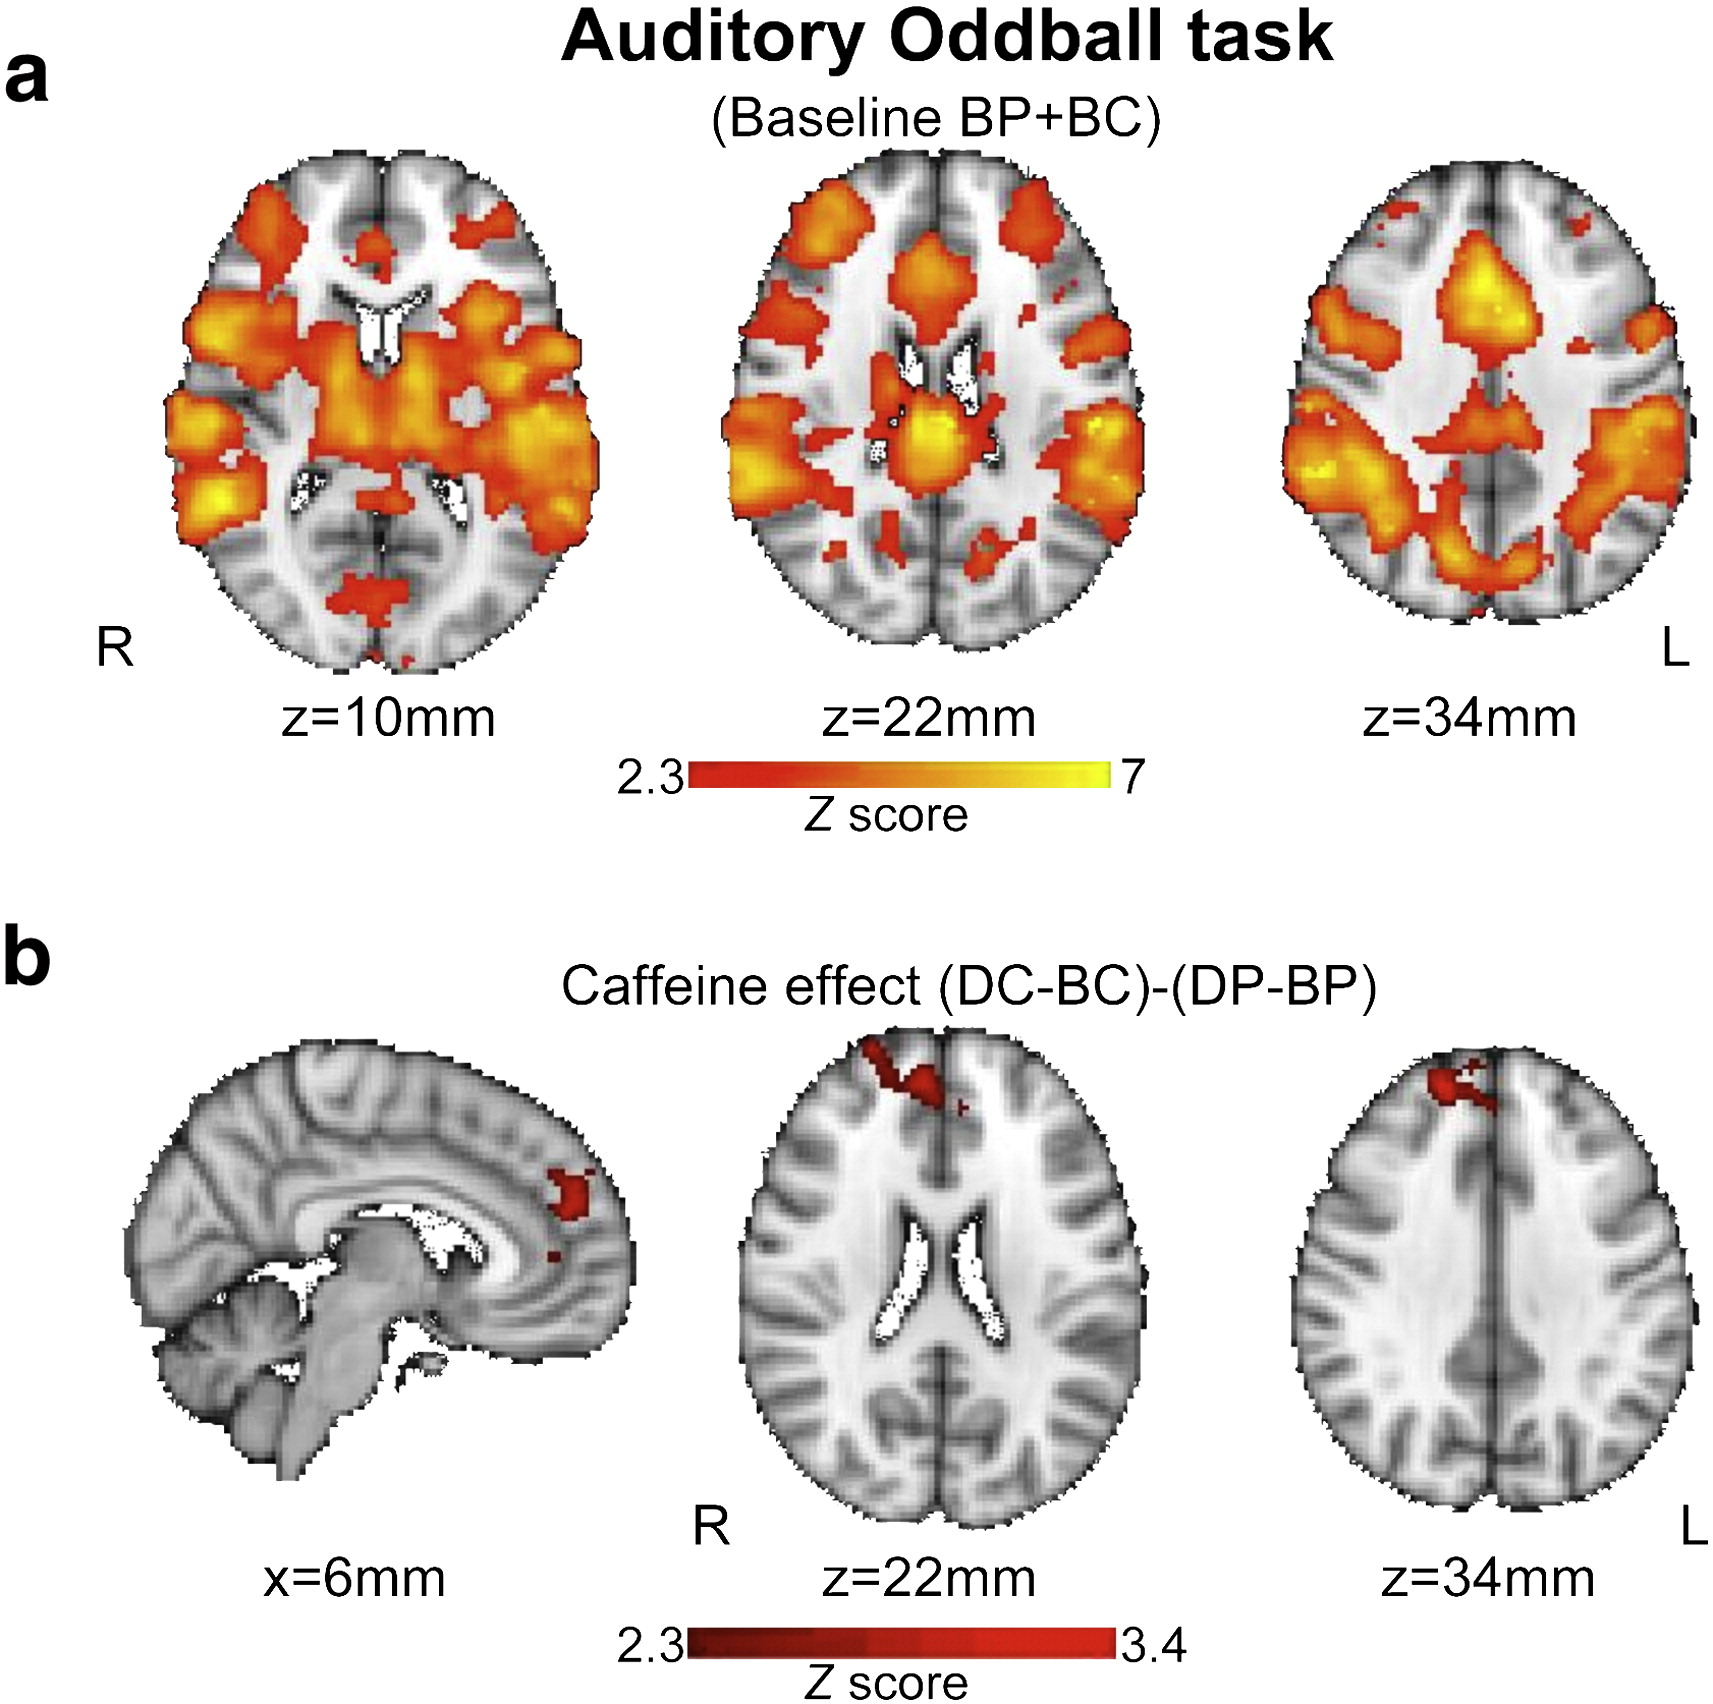 Auditory Oddball task
a
(Baseline BP+BC)
R
L
z=10mm
z=22mm
z=34mm
2.3
7
Z score
b
Caffeine effect (DC-BC)-(DP-BP)
R
L
x=6mm
z=22mm
z=34mm
2.3
3.4
Z score